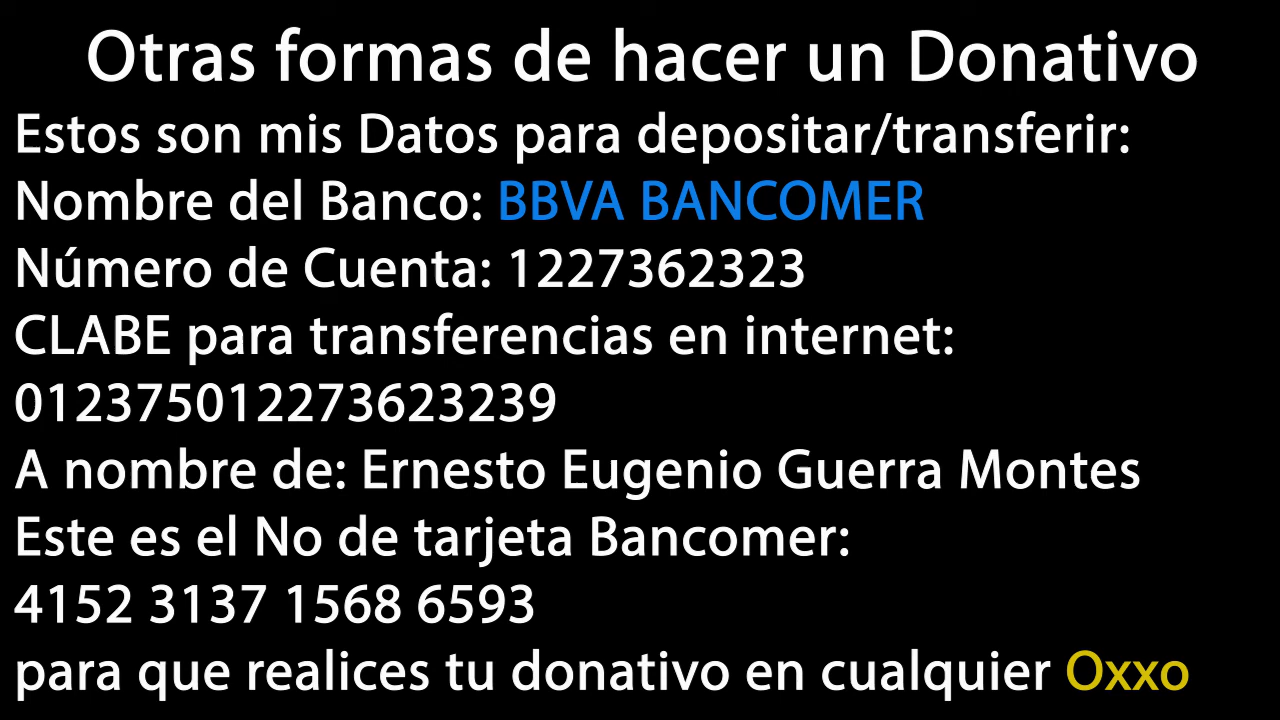 Otras formas de hacer un Donativo
Estos son mis Datos para depositar/transferir:
Nombre del Banco: BBVA BANCOMER
Número de Cuenta: 1227362323
CLABE para transferencias en internet:
012375012273623239
A nombre de: Ernesto Eugenio Guerra Montes
Este es el No de tarjeta Bancomer:
4152 3137 1568 6593
para que realices tu donativo en cualquier Oxxo